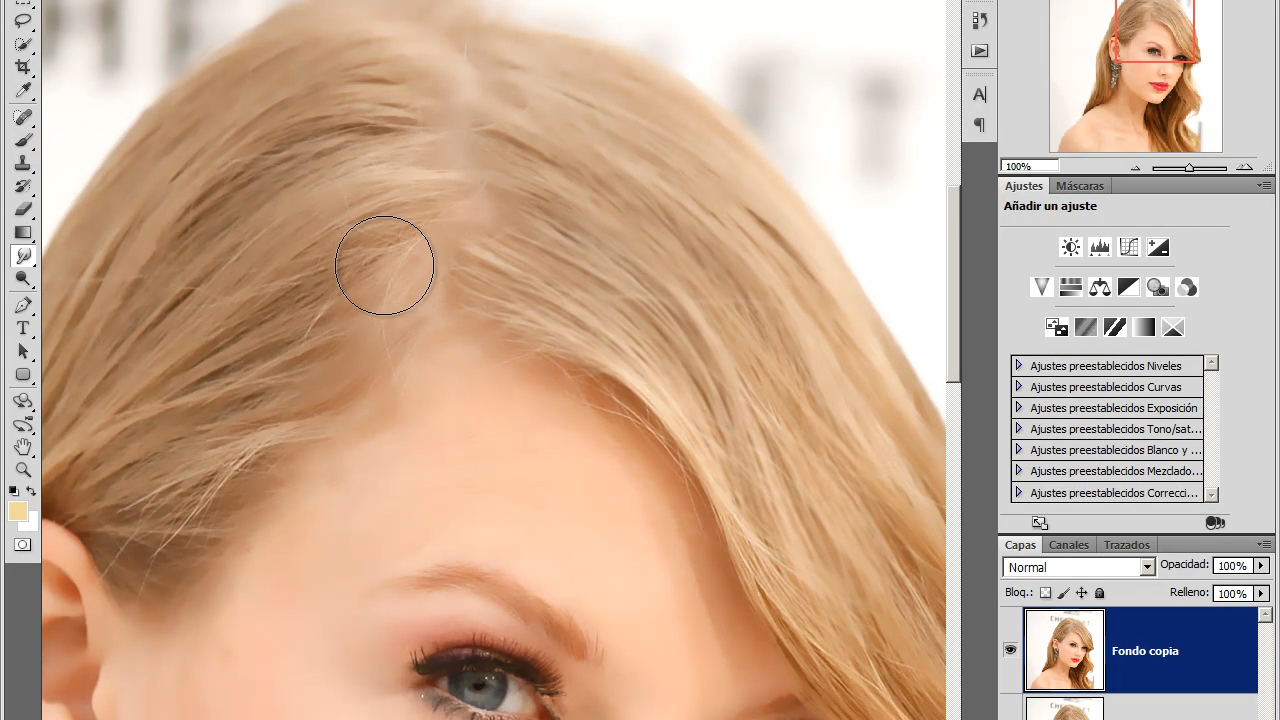 100%
Ajustes
Máscaras
Añadir un ajuste
Ajustes preestablecidos Niveles
Ajustes preestablecidos Curvas
Ajustes preestablecidos Exposición
Ajustes preestablecidos Tono/sat...
Ajustes preestablecidos Blanco y ...
Ajustes preestablecidos Mezclado...
Ajustes preestablecidos Correcci...
Capas
Canales
Trazados
Normal
Opacidad: 100%
Bloq.:
Relleno: 100%
Fondo copia